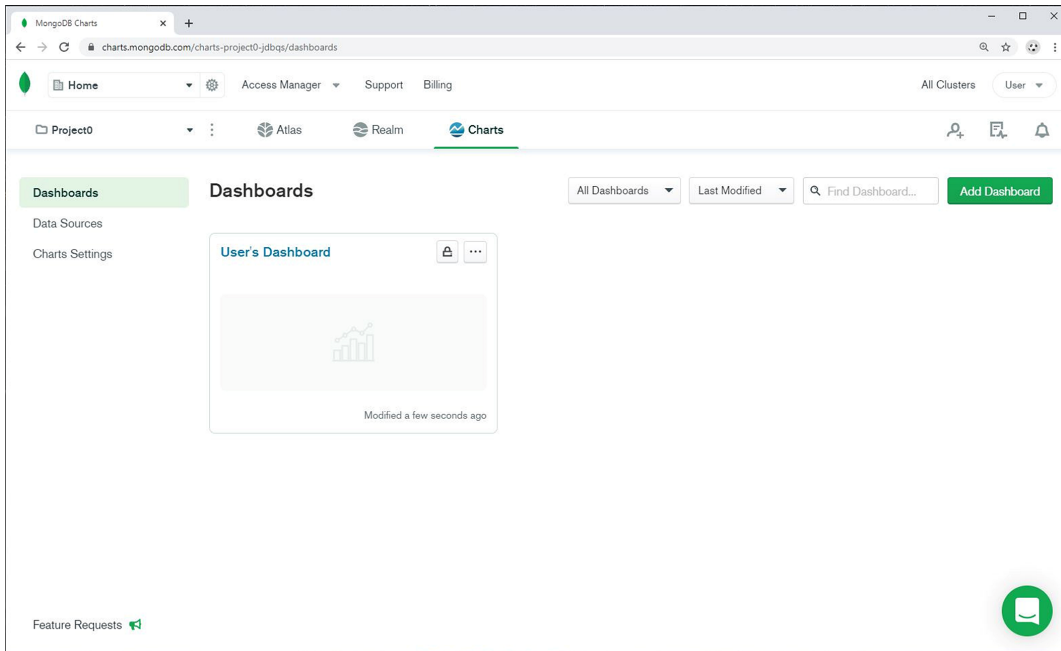 MongoDB Charts
charts.mongodb.com/charts-project0-jdbqs/dashboards
Home
Access Manager
Support
Billing
All Clusters
User
Project0
Atlas
Realm
Charts
Dashboards
Data Sources
Charts Settings
Dashboards
All Dashboards
Last Modified
Find Dashboard...
Add Dashboard
User's Dashboard
Modified a few seconds ago
Feature Requests